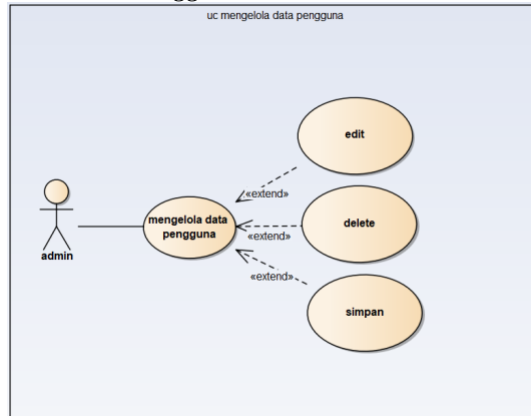 uc mengelola data pengguna
edit
«extend»
mengelola data
pengguna
«extend»
delete
admin
«extend»
simpan